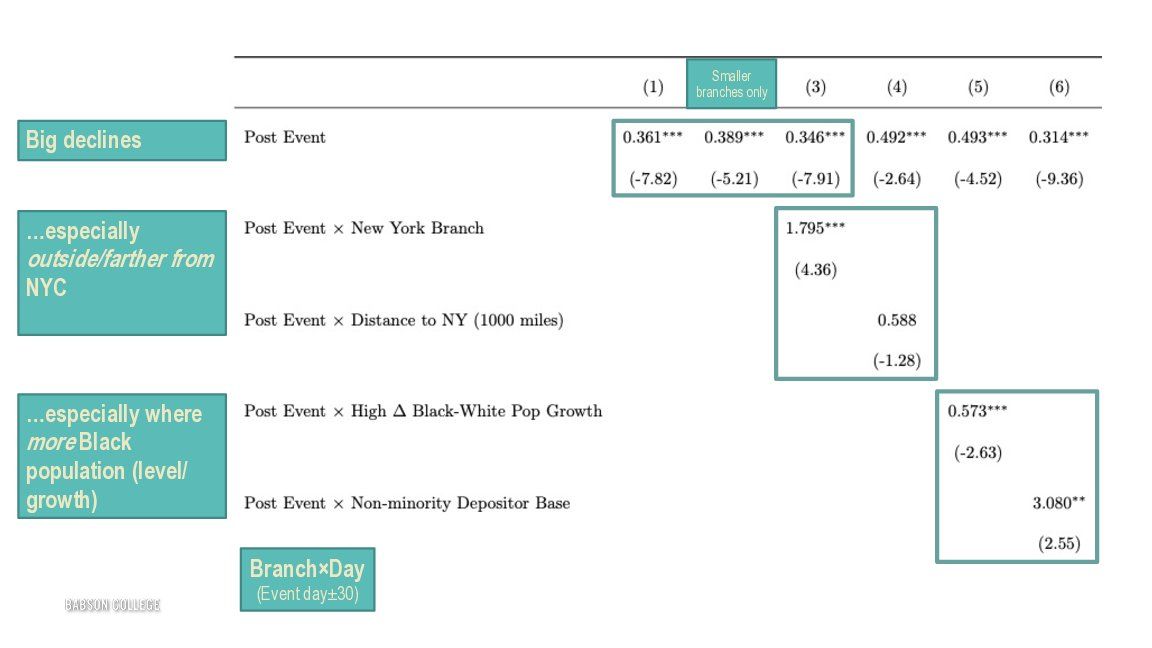 (1) Smaller branches only (3) (4) (5) (6)
Big declines
Post Event 0.361*** 0.389*** 0.346*** 0.492*** 0.493*** 0.314***
(-7.82) (-5.21) (-7.91) (-2.64) (-4.52) (-9.36)
...especially
outside/farther from
NYC
Post Event × New York Branch 1.795***
(4.36)
Post Event × Distance to NY (1000 miles) 0.588
(-1.28)
...especially where
more Black
population (level/
growth)
Post Event × High Δ Black-White Pop Growth 0.573***
(-2.63)
Post Event × Non-minority Depositor Base 3.080**
(2.55)
Branch×Day
(Event day±30)
BABSON COLLEGE